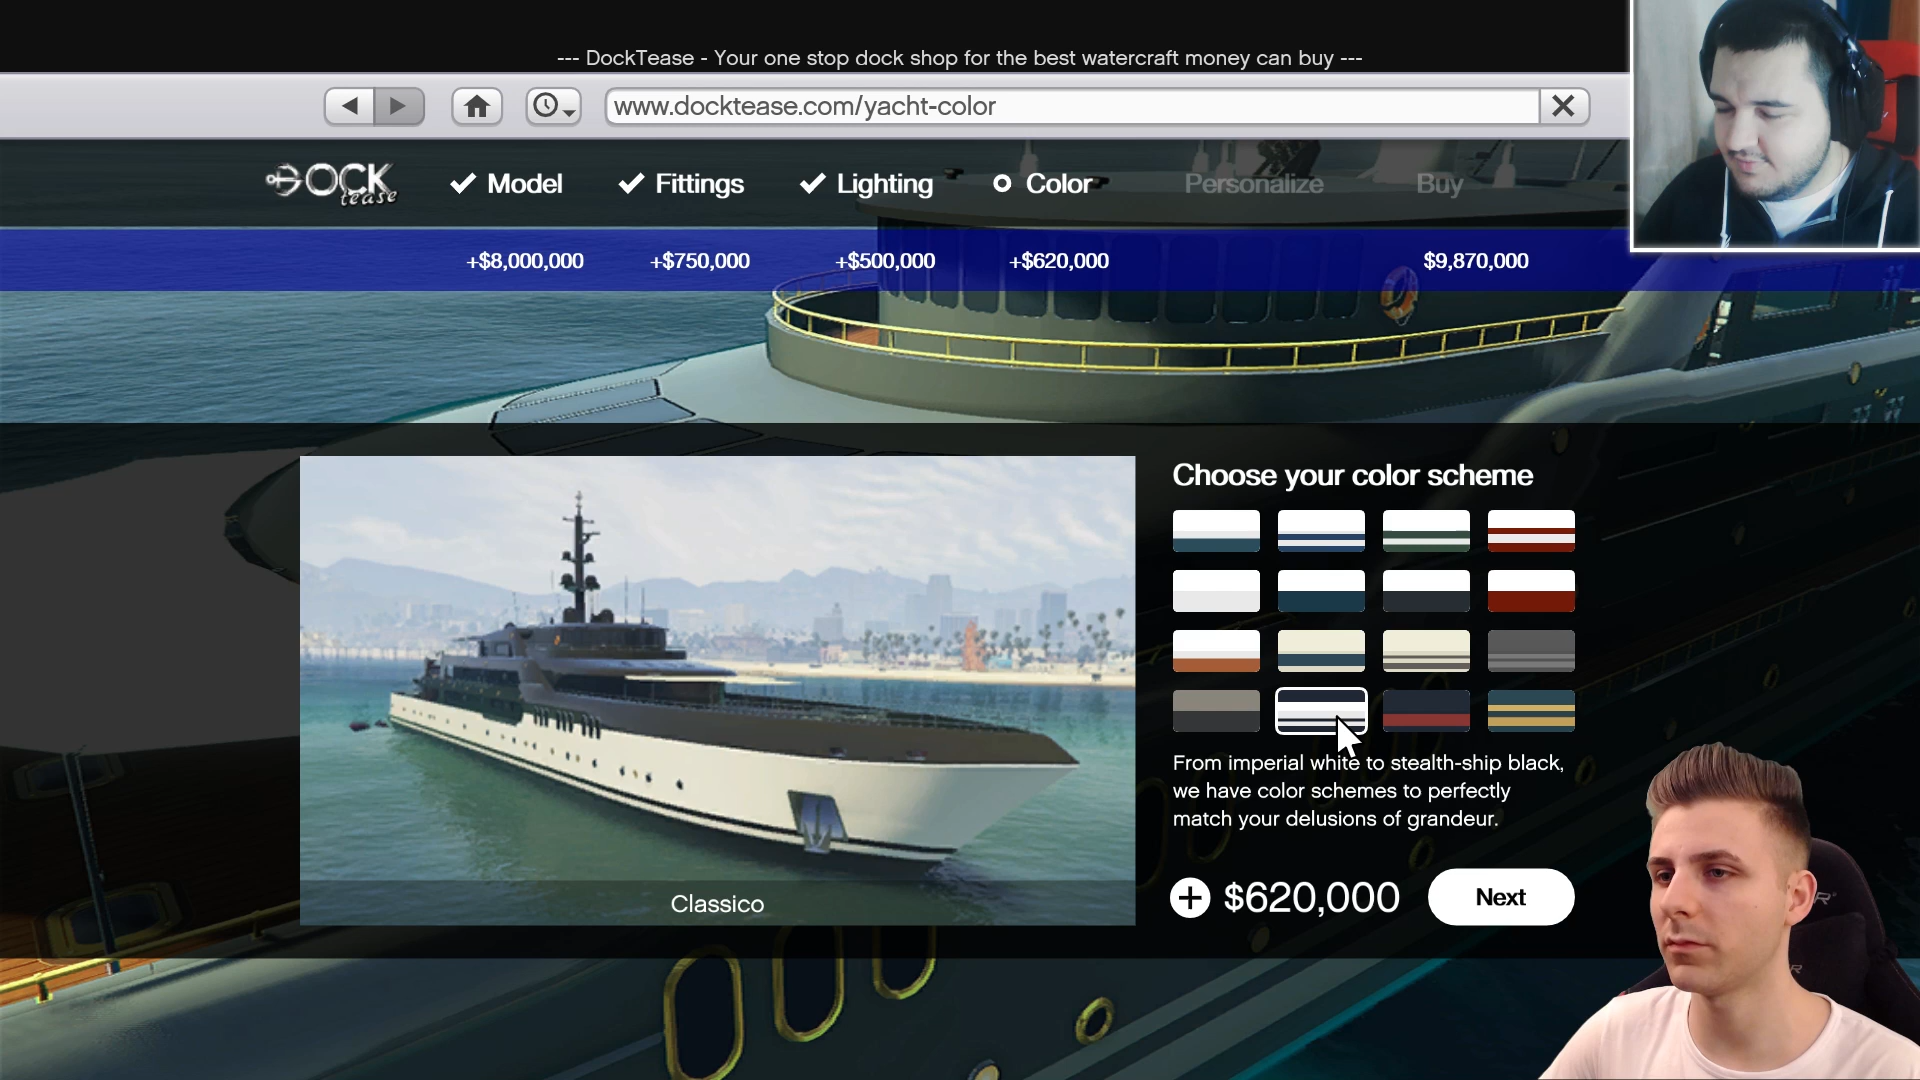 --- DockTease - Your one stop dock shop for the best watercraft money can buy ---
www.docktease.com/yacht-color
DOCK
tease
Model
Fittings
Lighting
Color
Personalize
Buy
+$8,000,000
+$750,000
+$500,000
+$620,000
$9,870,000
Choose your color scheme
From imperial white to stealth-ship black,
we have color schemes to perfectly
match your delusions of grandeur.
$620,000
Next
Classico